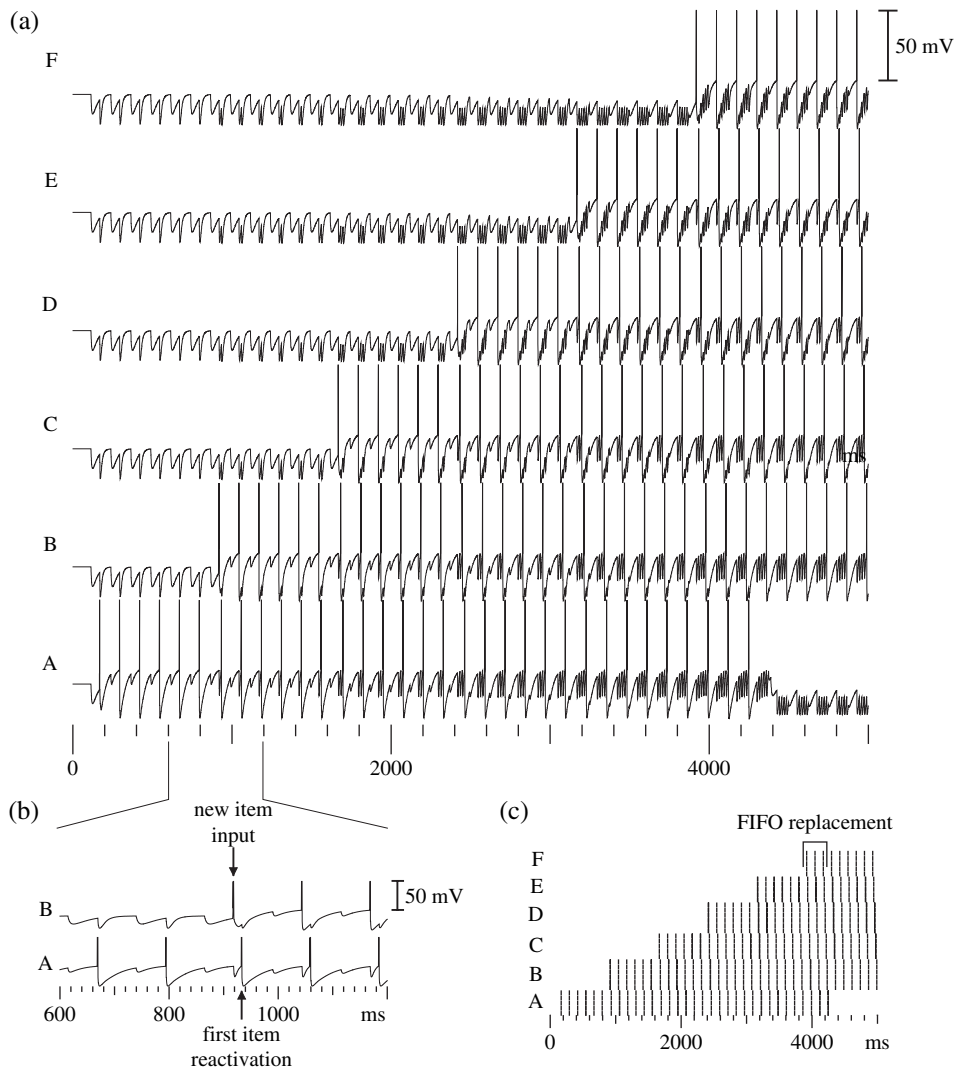 (a)
50 mV
F
E
D
C
ms
B
A
0 2000 4000
(b)
new item
input
50 mV
B
A
600 800 1000 ms
first item
reactivation
(c)
FIFO replacement
F
E
D
C
B
A
0 2000 4000 ms